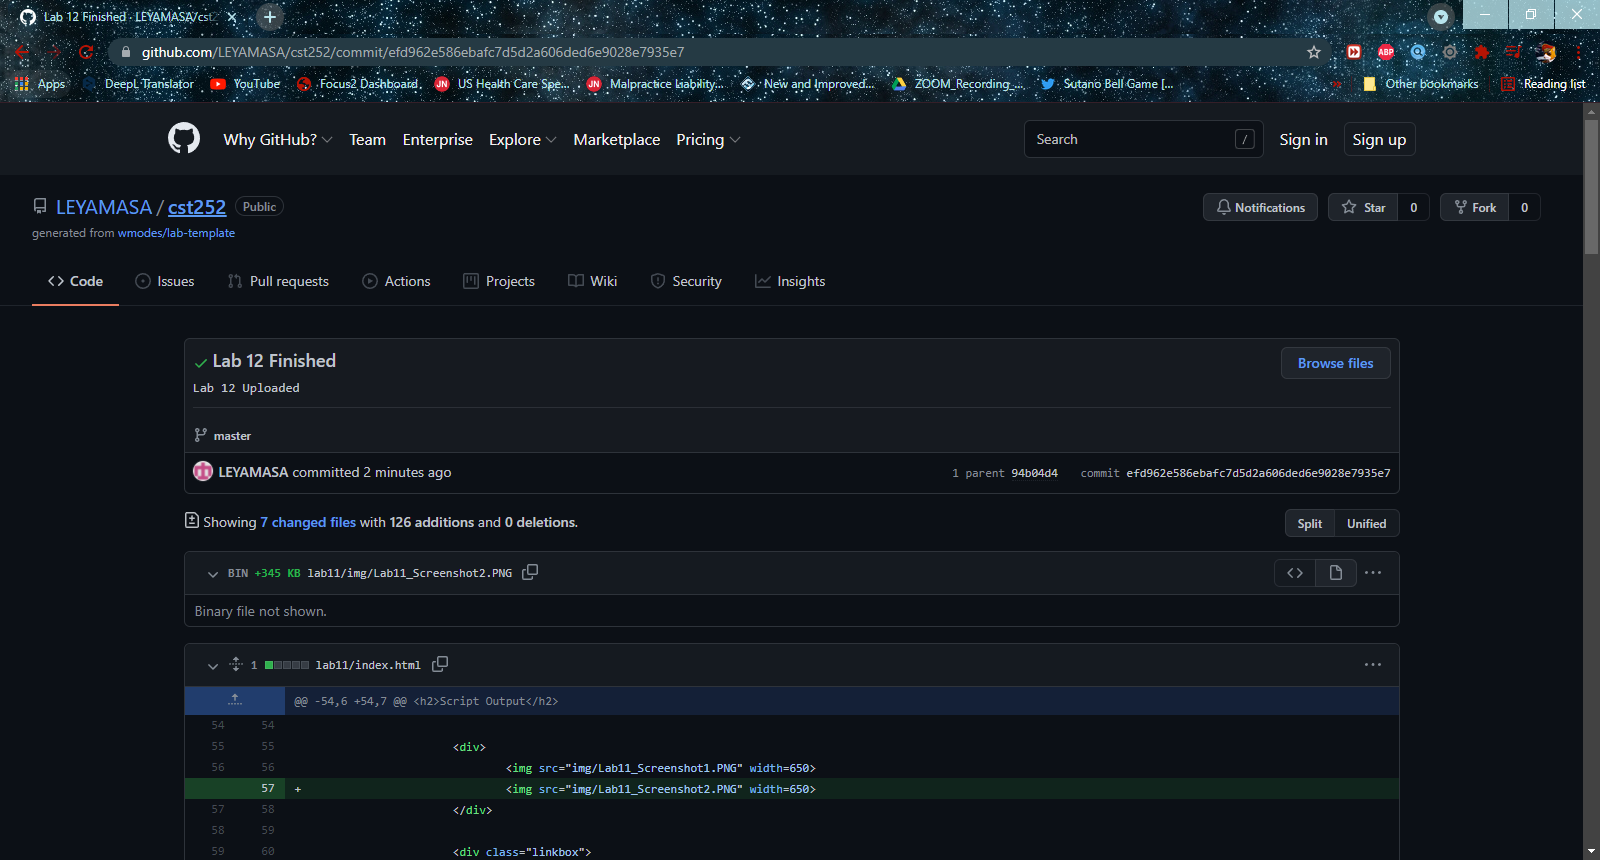 Lab 12 Finished · LEYAMASA/cst2
github.com/LEYAMASA/cst252/commit/efd962e586ebafc7d5d2a606ded6e9028e7935e7
Apps DeepL Translator YouTube Focus2 Dashboard JN US Health Care Spe... JN Malpractice Liability... New and Improved... ZOOM_Recording_... Sutano Bell Game [... » Other bookmarks Reading list
Why GitHub? Team Enterprise Explore Marketplace Pricing Search / Sign in Sign up
LEYAMASA / cst252 Public Notifications Star 0 Fork 0
generated from wmodes/lab-template
Code Issues Pull requests Actions Projects Wiki Security Insights
Lab 12 Finished Browse files
Lab 12 Uploaded
master
LEYAMASA committed 2 minutes ago 1 parent 94b04d4 commit efd962e586ebafc7d5d2a606ded6e9028e7935e7
Showing 7 changed files with 126 additions and 0 deletions. Split Unified
BIN +345 KB lab11/img/Lab11_Screenshot2.PNG
Binary file not shown.
1 lab11/index.html
@@ -54,6 +54,7 @@ <h2>Script Output</h2>
54 54
55 55 <div>
56 56 <img src="img/Lab11_Screenshot1.PNG" width=650>
57 + <img src="img/Lab11_Screenshot2.PNG" width=650>
57 58 </div>
58 59
59 60 <div class="linkbox">